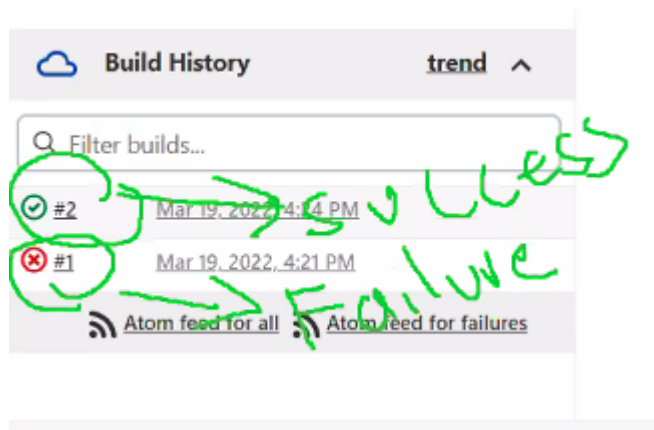 Build History trend
Filter builds...
success
#2 Mar 19, 2022, 4:24 PM
#1 Mar 19, 2022, 4:21 PM
Failure
Atom feed for all Atom feed for failures